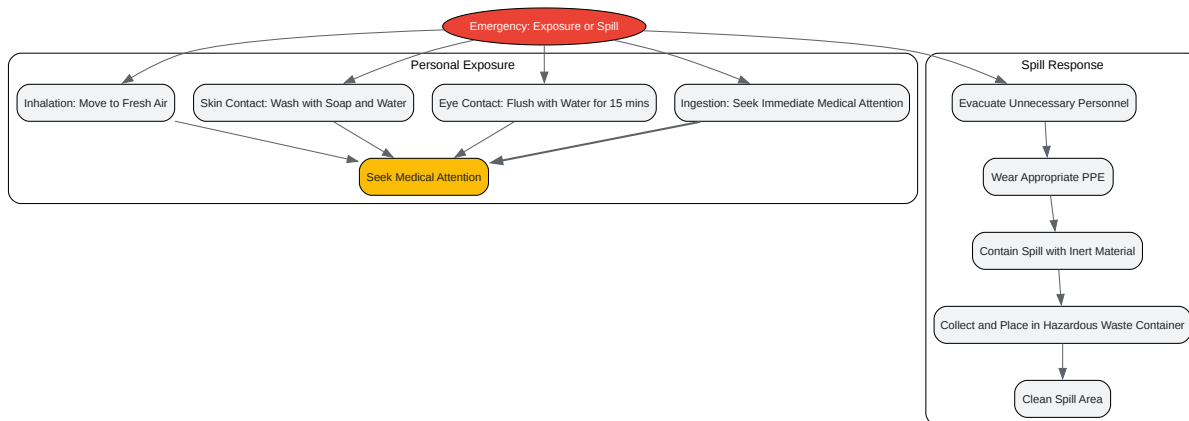 Emergency: Exposure or Spill
Personal Exposure
Spill Response
Inhalation: Move to Fresh Air
Skin Contact: Wash with Soap and Water
Eye Contact: Flush with Water for 15 mins
Ingestion: Seek Immediate Medical Attention
Evacuate Unnecessary Personnel
Seek Medical Attention
Wear Appropriate PPE
Contain Spill with Inert Material
Collect and Place in Hazardous Waste Container
Clean Spill Area